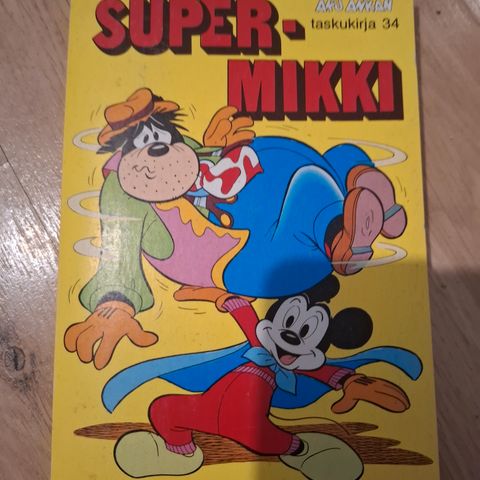 AKU ANKAN
taskukirja 34
SUPER-
MIKKI